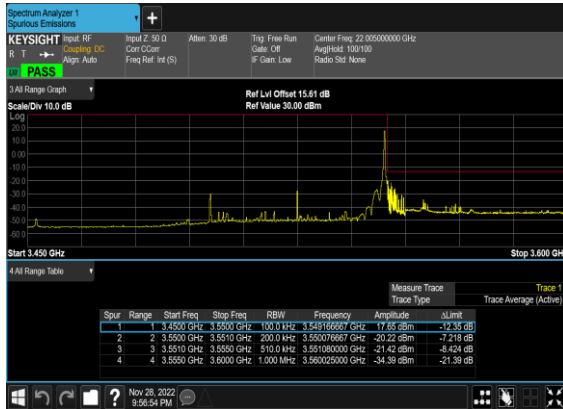 Spectrum Analyzer 1
Spurious Emissions
KEYSIGHT Input: RF Input Z: 50 Ω Atten: 30 dB Trig: Free Run Center Freq: 22.005000000 GHz
R T Coupling: DC Corr CCorr Gate: Off Avg|Hold: 100/100
Align: Auto Freq Ref: Int (S) IF Gain: Low Radio Std: None
PASS
3 All Range Graph
Ref Lvl Offset 15.61 dB
Scale/Div 10.0 dB Ref Value 30.00 dBm
Log
20.0
10.0
0.00
-10.0
-20.0
-30.0
-40.0
-50.0
-60.0
Start 3.450 GHz Stop 3.600 GH
4 All Range Table
Measure Trace Trace 1
Trace Type Trace Average (Active)
Spur Range Start Freq Stop Freq RBW Frequency Amplitude ΔLimit
1 1 3.4500 GHz 3.5500 GHz 100.0 kHz 3.549166667 GHz 17.65 dBm -12.35 dB
2 2 3.5500 GHz 3.5510 GHz 200.0 kHz 3.550076667 GHz -20.22 dBm -7.218 dB
3 3 3.5510 GHz 3.5550 GHz 510.0 kHz 3.551080000 GHz -21.42 dBm -8.424 dB
4 4 3.5550 GHz 3.6000 GHz 1.000 MHz 3.560025000 GHz -34.39 dBm -21.39 dB
Nov 28, 2022
9:56:54 PM